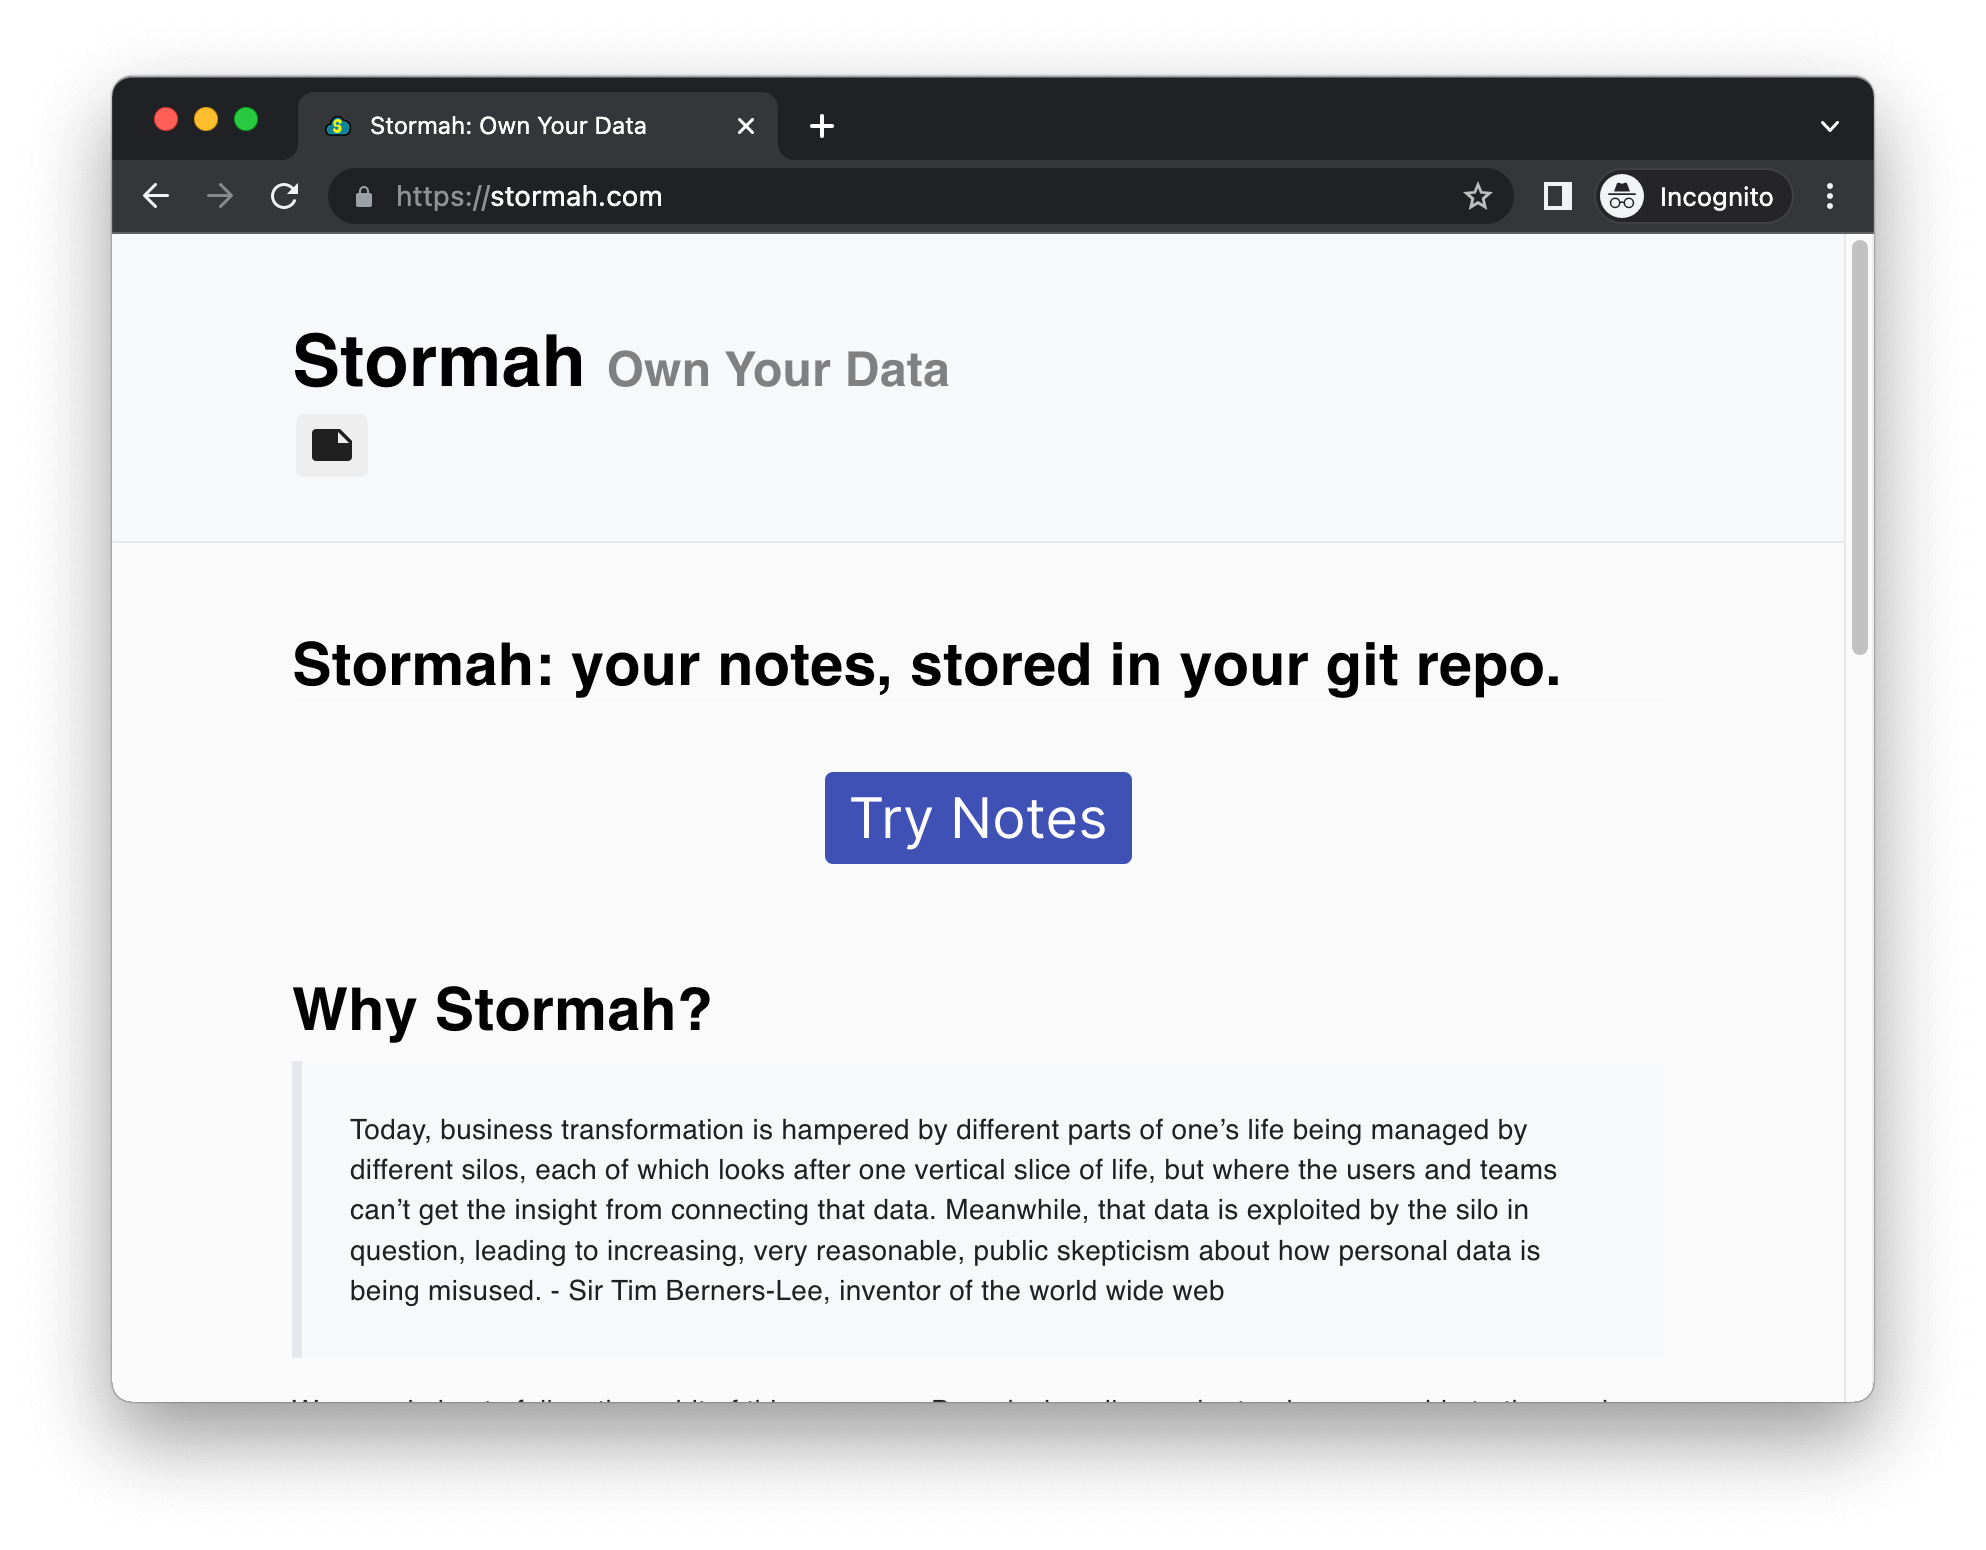 Stormah: Own Your Data
https://stormah.com
Incognito
Stormah Own Your Data
Stormah: your notes, stored in your git repo.
Try Notes
Why Stormah?
Today, business transformation is hampered by different parts of one’s life being managed by
different silos, each of which looks after one vertical slice of life, but where the users and teams
can’t get the insight from connecting that data. Meanwhile, that data is exploited by the silo in
question, leading to increasing, very reasonable, public skepticism about how personal data is
being misused. - Sir Tim Berners-Lee, inventor of the world wide web